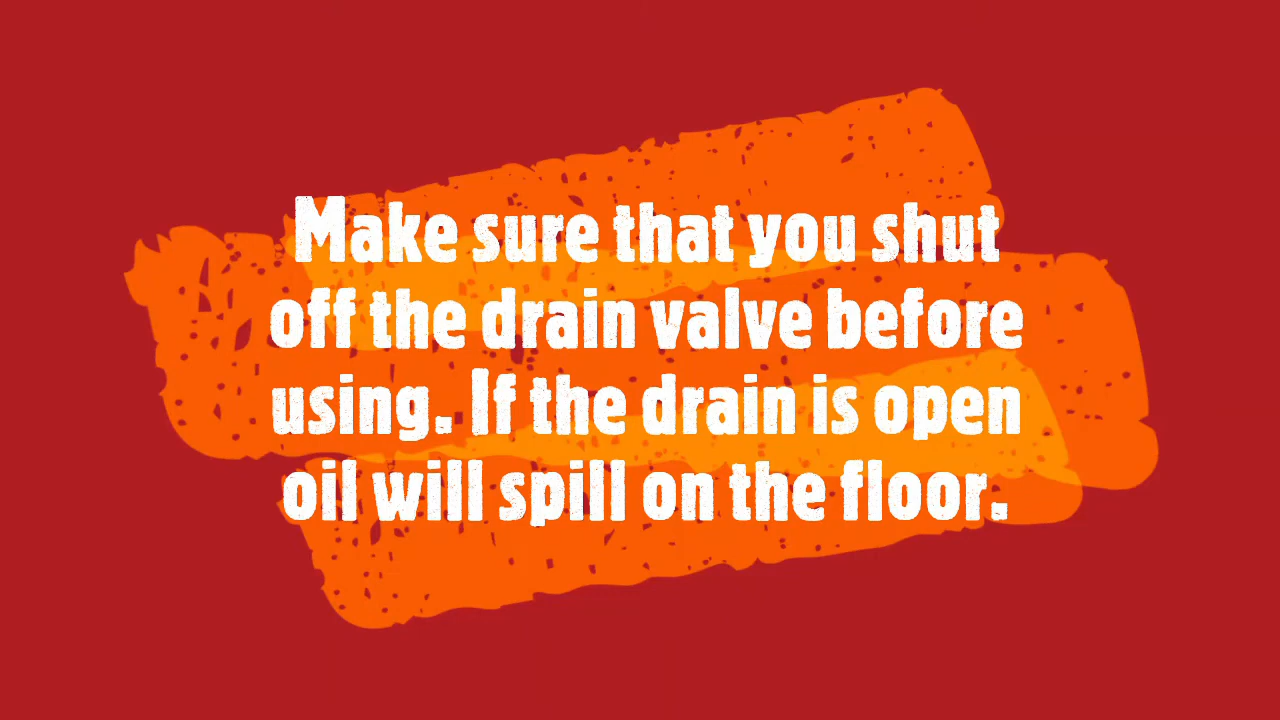 Make sure that you shut
off the drain valve before
using. If the drain is open
oil will spill on the floor.